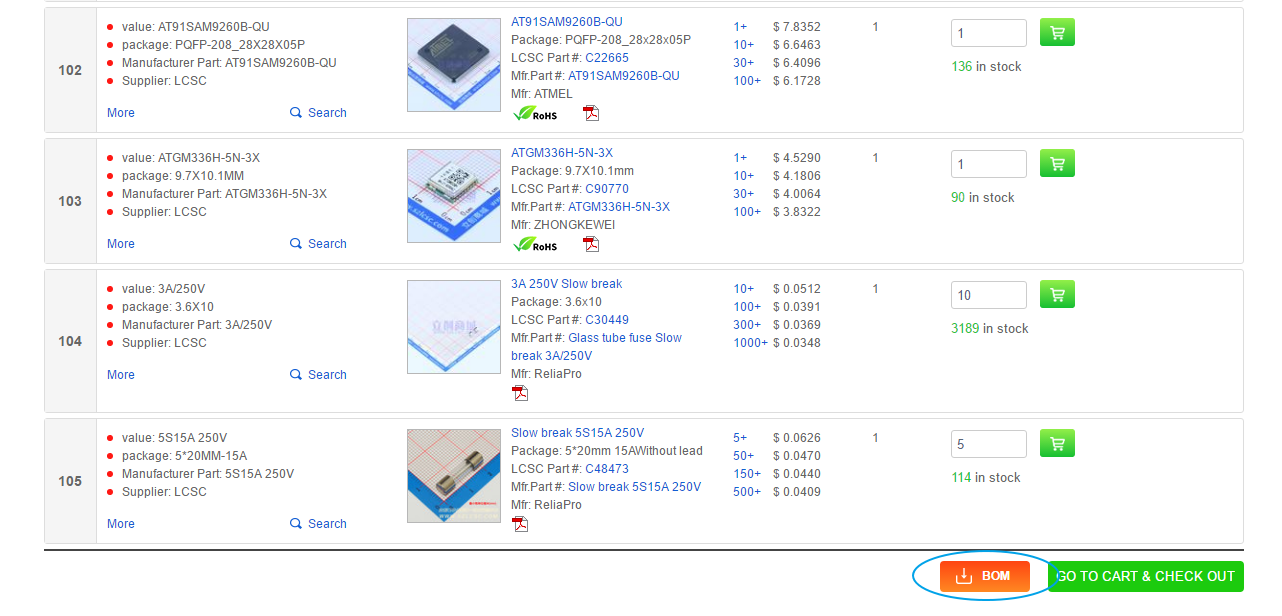 102
value: AT91SAM9260B-QU
package: PQFP-208_28X28X05P
Manufacturer Part: AT91SAM9260B-QU
Supplier: LCSC
More
Search
AT91SAM9260B-QU
Package: PQFP-208_28x28x05P
LCSC Part #: C22665
Mfr.Part #: AT91SAM9260B-QU
Mfr: ATMEL
RoHS
1+ $ 7.8352
10+ $ 6.6463
30+ $ 6.4096
100+ $ 6.1728
1
1
136 in stock
103
value: ATGM336H-5N-3X
package: 9.7X10.1MM
Manufacturer Part: ATGM336H-5N-3X
Supplier: LCSC
More
Search
ATGM336H-5N-3X
Package: 9.7X10.1mm
LCSC Part #: C90770
Mfr.Part #: ATGM336H-5N-3X
Mfr: ZHONGKEWEI
RoHS
1+ $ 4.5290
10+ $ 4.1806
30+ $ 4.0064
100+ $ 3.8322
1
1
90 in stock
104
value: 3A/250V
package: 3.6X10
Manufacturer Part: 3A/250V
Supplier: LCSC
More
Search
立创商城
3A 250V Slow break
Package: 3.6x10
LCSC Part #: C30449
Mfr.Part #: Glass tube fuse Slow
break 3A/250V
Mfr: ReliaPro
10+ $ 0.0512
100+ $ 0.0391
300+ $ 0.0369
1000+ $ 0.0348
1
10
3189 in stock
105
value: 5S15A 250V
package: 5*20MM-15A
Manufacturer Part: 5S15A 250V
Supplier: LCSC
More
Search
Slow break 5S15A 250V
Package: 5*20mm 15AWithout lead
LCSC Part #: C48473
Mfr.Part #: Slow break 5S15A 250V
Mfr: ReliaPro
5+ $ 0.0626
50+ $ 0.0470
150+ $ 0.0440
500+ $ 0.0409
1
5
114 in stock
BOM
GO TO CART & CHECK OUT